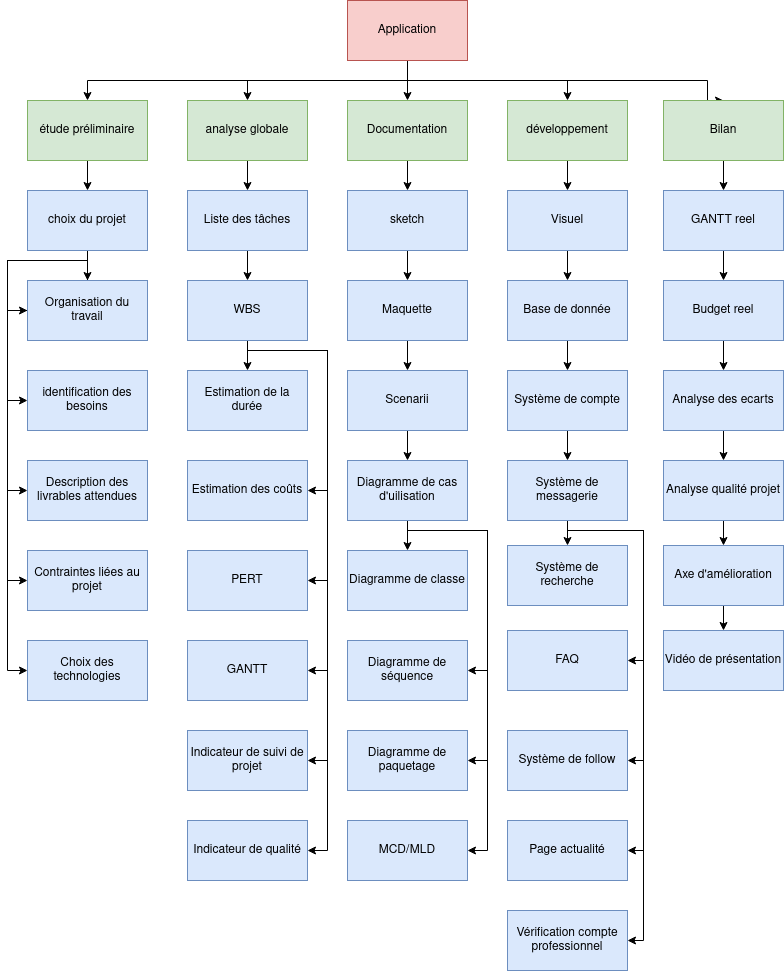 Application
étude préliminaire
analyse globale
Documentation
développement
Bilan
choix du projet
Liste des tâches
sketch
Visuel
GANTT reel
Organisation du
travail
WBS
Maquette
Base de donnée
Budget reel
identification des
besoins
Estimation de la
durée
Scenarii
Système de compte
Analyse des ecarts
Description des
livrables attendues
Estimation des coûts
Diagramme de cas
d'uilisation
Système de
messagerie
Analyse qualité projet
Contraintes liées au
projet
PERT
Diagramme de classe
Système de
recherche
Axe d'amélioration
Choix des
technologies
GANTT
Diagramme de
séquence
FAQ
Vidéo de présentation
Indicateur de suivi de
projet
Diagramme de
paquetage
Système de follow
Indicateur de qualité
MCD/MLD
Page actualité
Vérification compte
professionnel